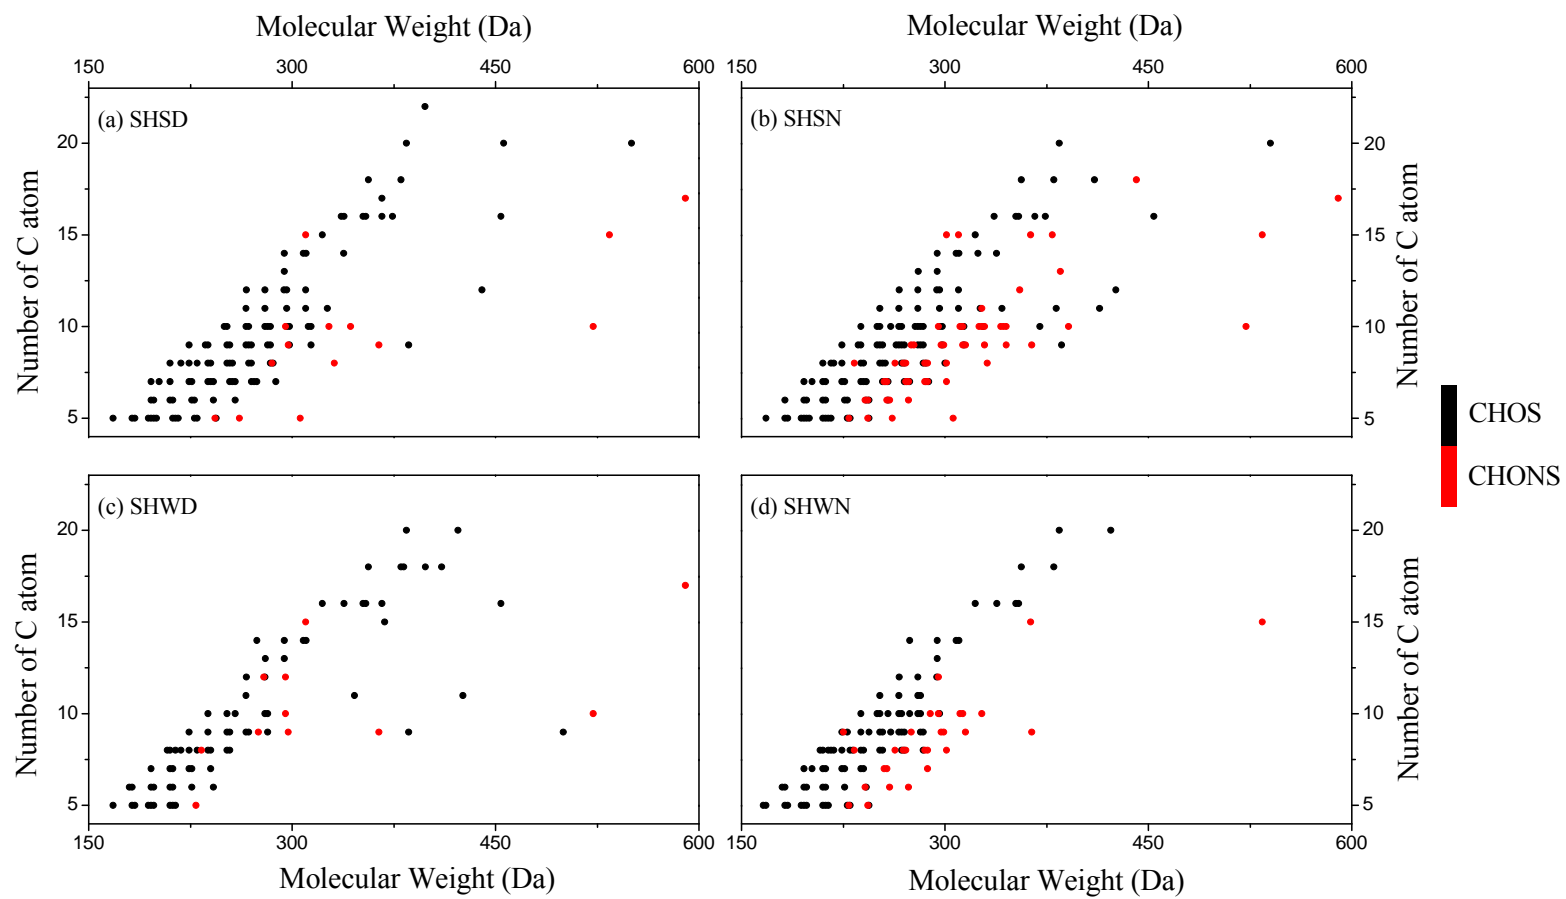 Molecular Weight (Da)
Molecular Weight (Da)
150 300 450 600
150 300 450 600
(a) SHSD
(b) SHSN
Number of C atom
20
15
10
5
20
15
10
5
Number of C atom
CHOS
CHONS
(c) SHWD
(d) SHWN
Number of C atom
20
15
10
5
20
15
10
5
Number of C atom
150 300 450 600
150 300 450 600
Molecular Weight (Da)
Molecular Weight (Da)